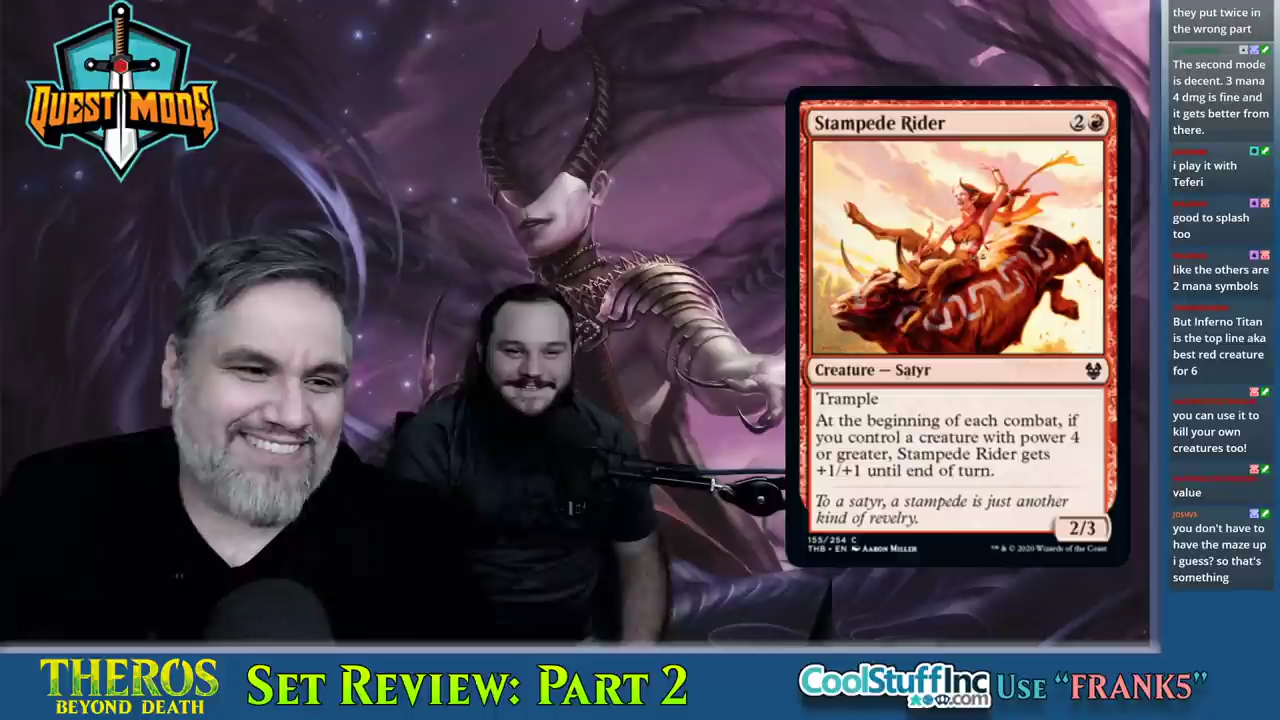 QUEST MODE
Stampede Rider 2
Creature — Satyr
Trample
At the beginning of each combat, if
you control a creature with power 4
or greater, Stampede Rider gets
+1/+1 until end of turn.
To a satyr, a stampede is just another
kind of revelry.
2/3
155/254 C
THB • EN AARON MILLER
™ & © 2020 Wizards of the Coast
they put twice in
the wrong part
The second mode
is decent. 3 mana
4 dmg is fine and
it gets better from
there.
i play it with
Teferi
good to splash
too
like the others are
2 mana symbols
But Inferno Titan
is the top line aka
best red creature
for 6
you can use it to
kill your own
creatures too!
value
JOSHVS
you don't have to
have the maze up
i guess? so that's
something
THEROS
BEYOND DEATH
SET REVIEW: PART 2
CoolStuffInc
.com
USE "FRANK5"